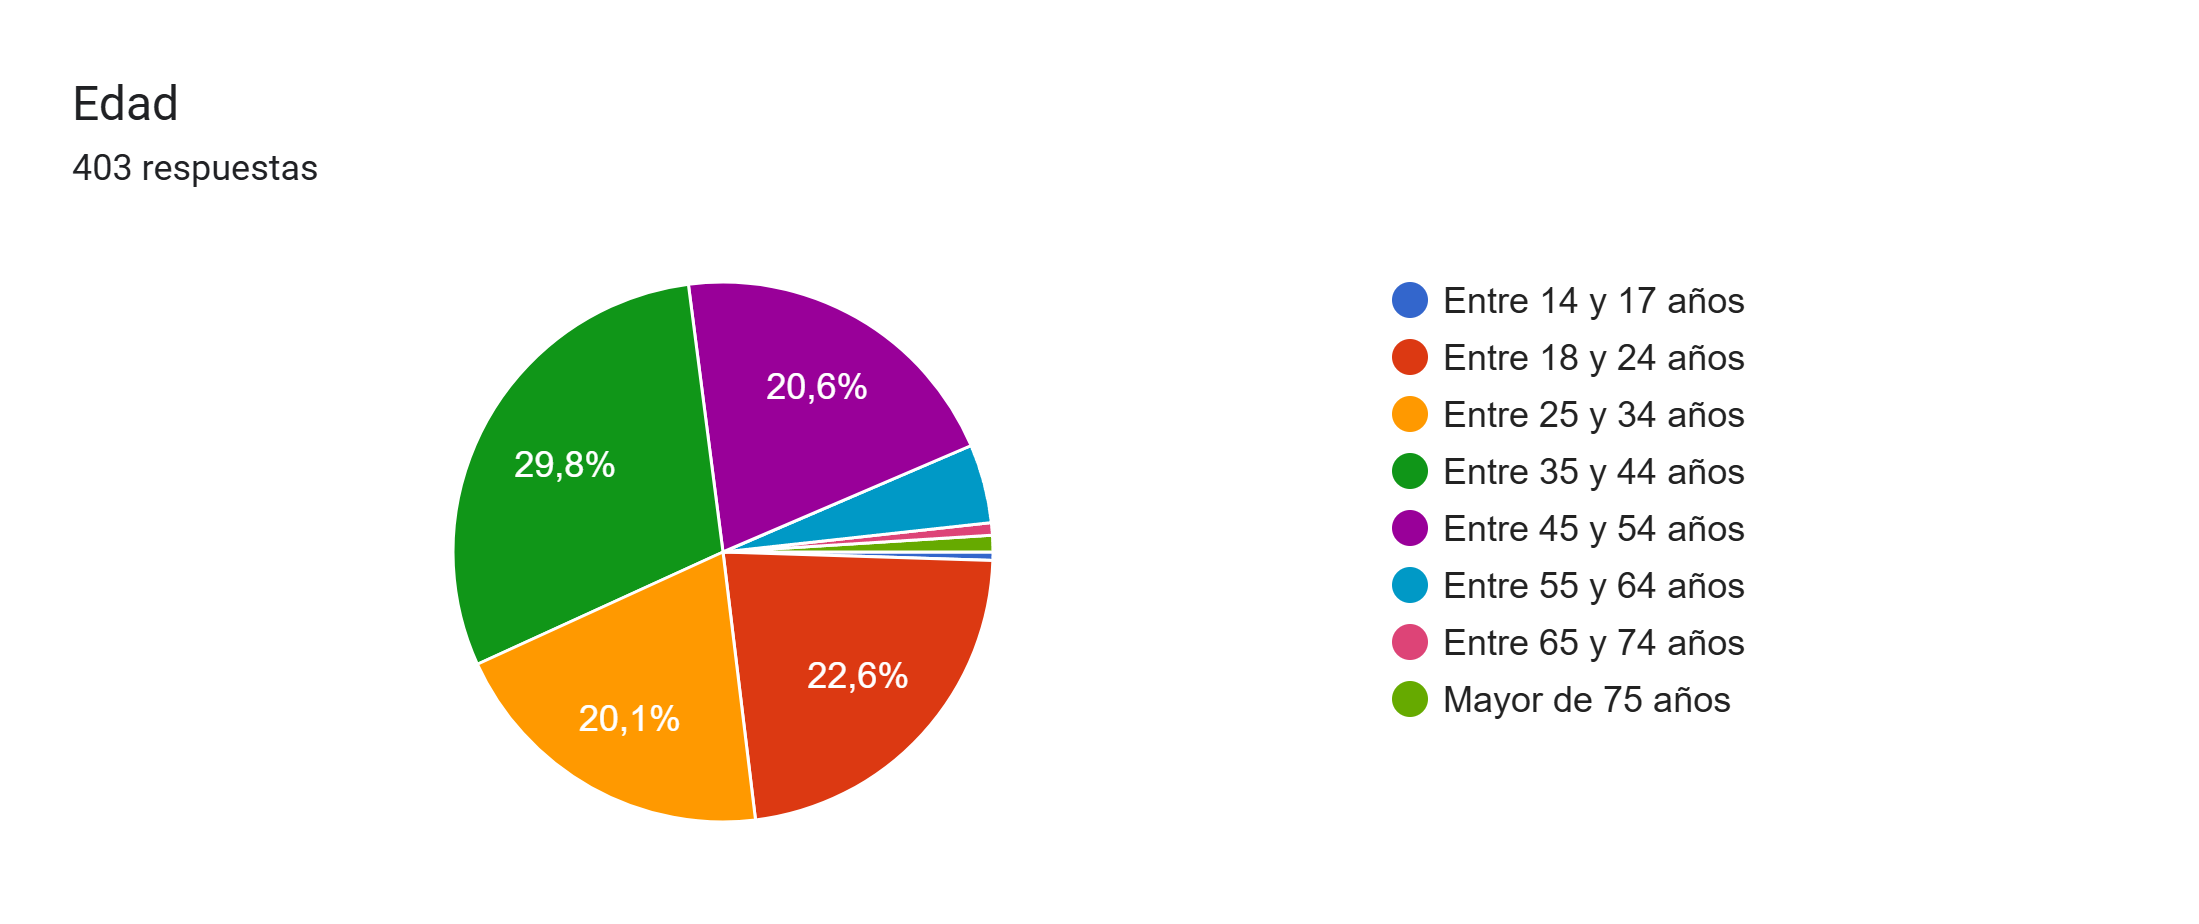 Edad
403 respuestas
20,6%
29,8%
22,6%
20,1%
Entre 14 y 17 años
Entre 18 y 24 años
Entre 25 y 34 años
Entre 35 y 44 años
Entre 45 y 54 años
Entre 55 y 64 años
Entre 65 y 74 años
Mayor de 75 años